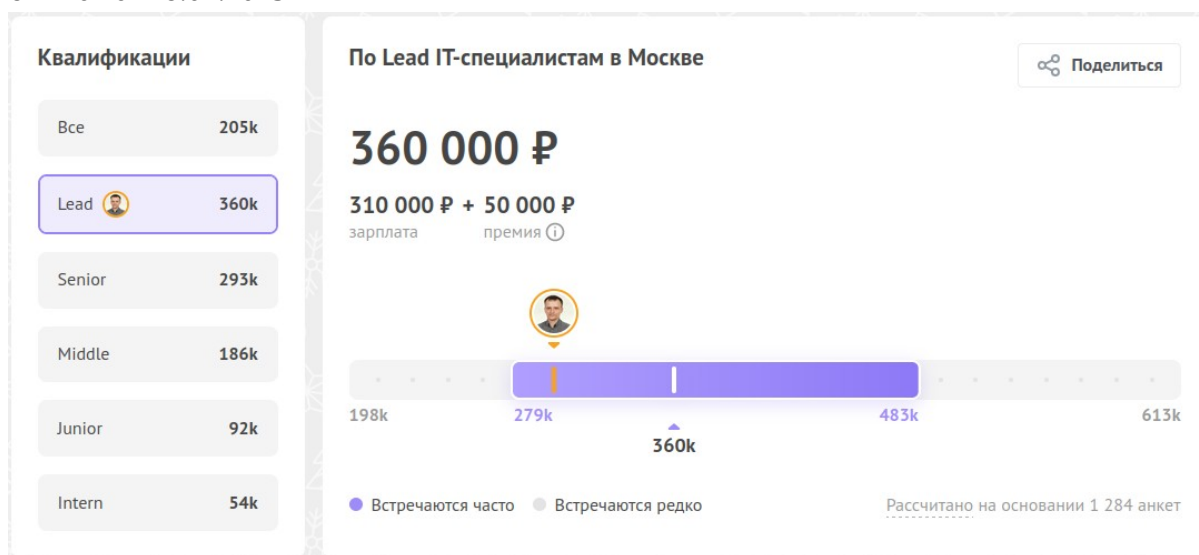 Квалификации
Все 205k
Lead 360k
Senior 293k
Middle 186k
Junior 92k
Intern 54k
По Lead IT-специалистам в Москве
Поделиться
360 000 ₽
310 000 ₽ + 50 000 ₽
зарплата премия
198k 279k 483k 613k
360k
Встречаются часто Встречаются редко
Рассчитано на основании 1 284 анкет